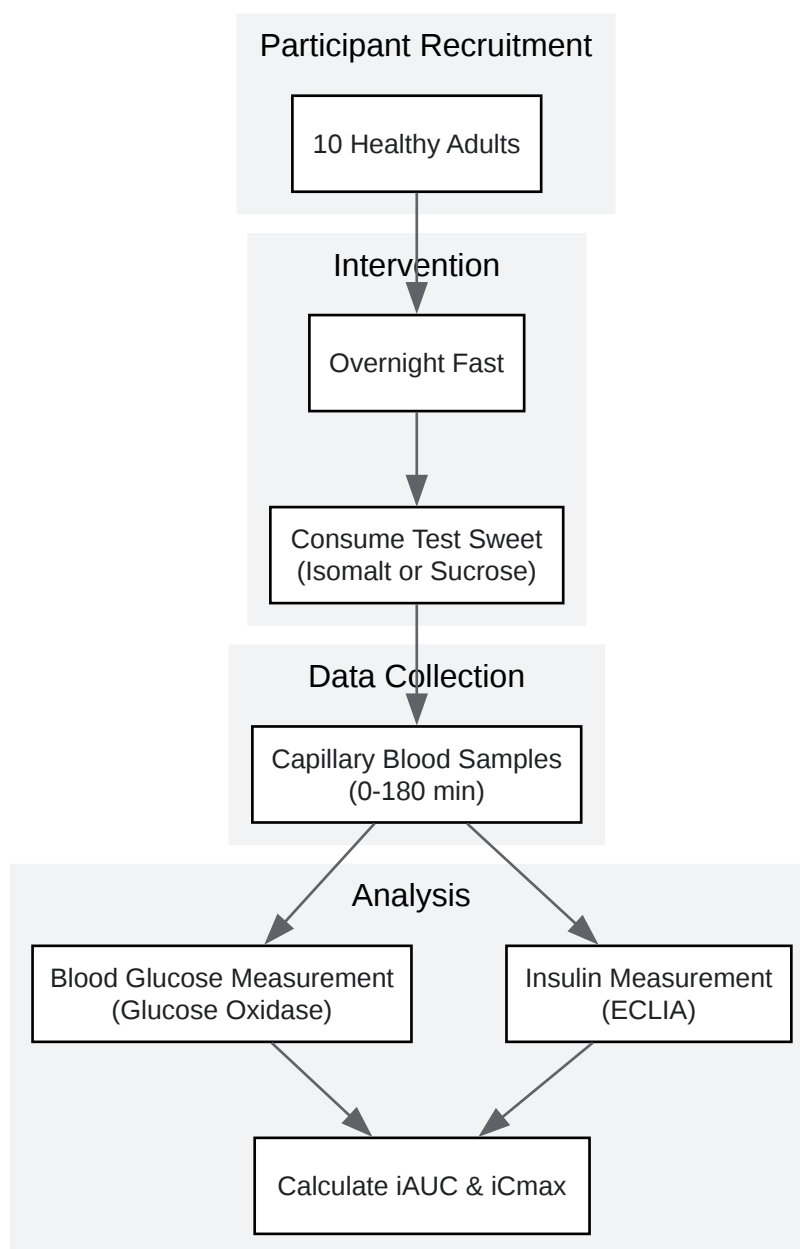 Participant Recruitment
10 Healthy Adults
Intervention
Overnight Fast
Consume Test Sweet
(Isomalt or Sucrose)
Data Collection
Capillary Blood Samples
(0-180 min)
Analysis
Blood Glucose Measurement
(Glucose Oxidase)
Insulin Measurement
(ECLIA)
Calculate iAUC & iCmax